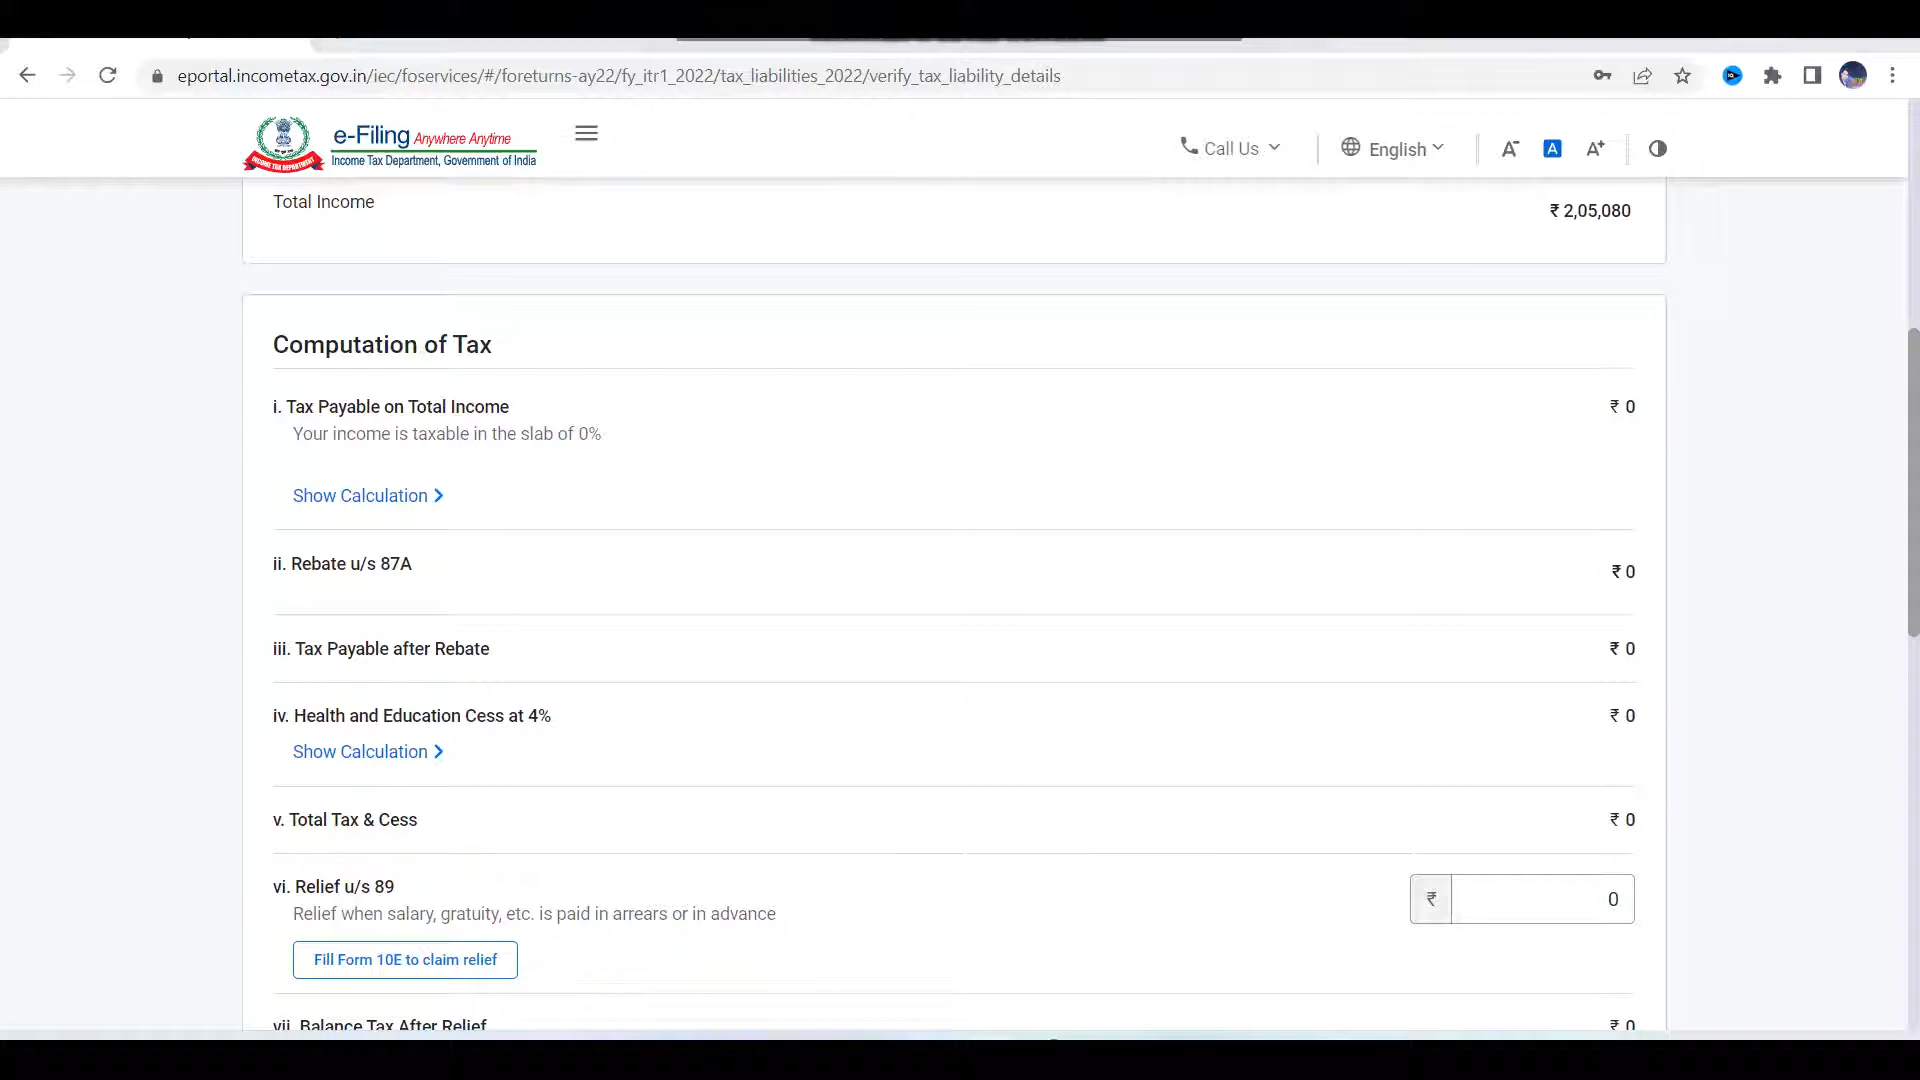 eportal.incometax.gov.in/iec/foservices/#/foreturns-ay22/fy_itr1_2022/tax_liabilities_2022/verify_tax_liability_details
e-Filing Anywhere Anytime
Income Tax Department, Government of India
INCOME TAX DEPARTMENT
Call Us
English
A-
A
A+
Total Income
₹ 2,05,080
Computation of Tax
i. Tax Payable on Total Income ₹ 0
Your income is taxable in the slab of 0%
Show Calculation
ii. Rebate u/s 87A ₹ 0
iii. Tax Payable after Rebate ₹ 0
iv. Health and Education Cess at 4% ₹ 0
Show Calculation
v. Total Tax & Cess ₹ 0
vi. Relief u/s 89
₹ 0
Relief when salary, gratuity, etc. is paid in arrears or in advance
Fill Form 10E to claim relief
vii. Balance Tax After Relief ₹ 0